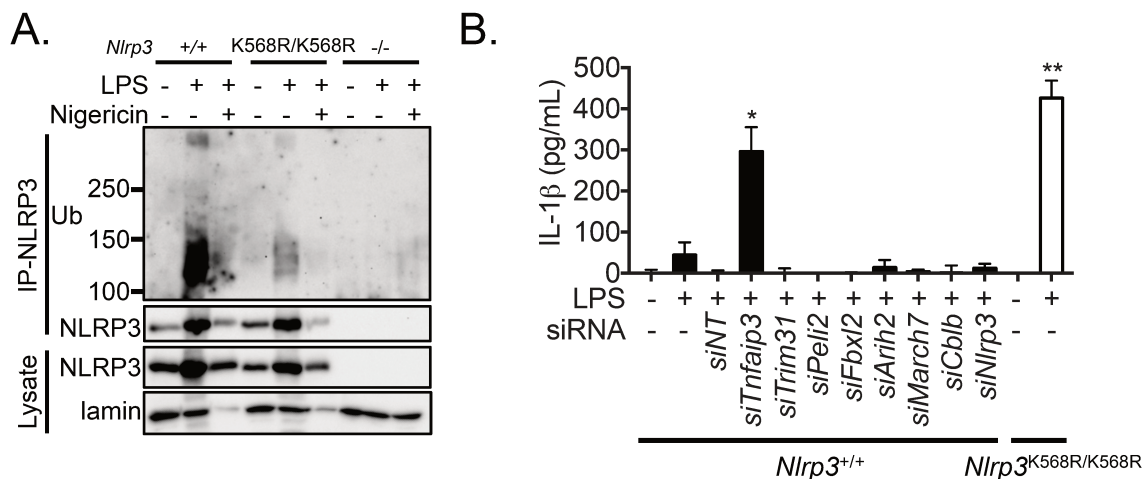 A.
Nlrp3 +/+ K568R/K568R -/-
LPS - + + - + + - + +
Nigericin - - + - - + - - +
IP-NLRP3
Ub
250
150
100
NLRP3
Lysate
NLRP3
lamin
B.
IL-1β (pg/mL)
500
400
300
200
100
0
*
**
LPS - + + + + + + + + + + - +
siRNA - - siNT siTnfaip3 siTrim31 siPeli2 siFbxl2 siArih2 siMarch7 siCblb siNlrp3 - -
Nlrp3+/+ Nlrp3K568R/K568R